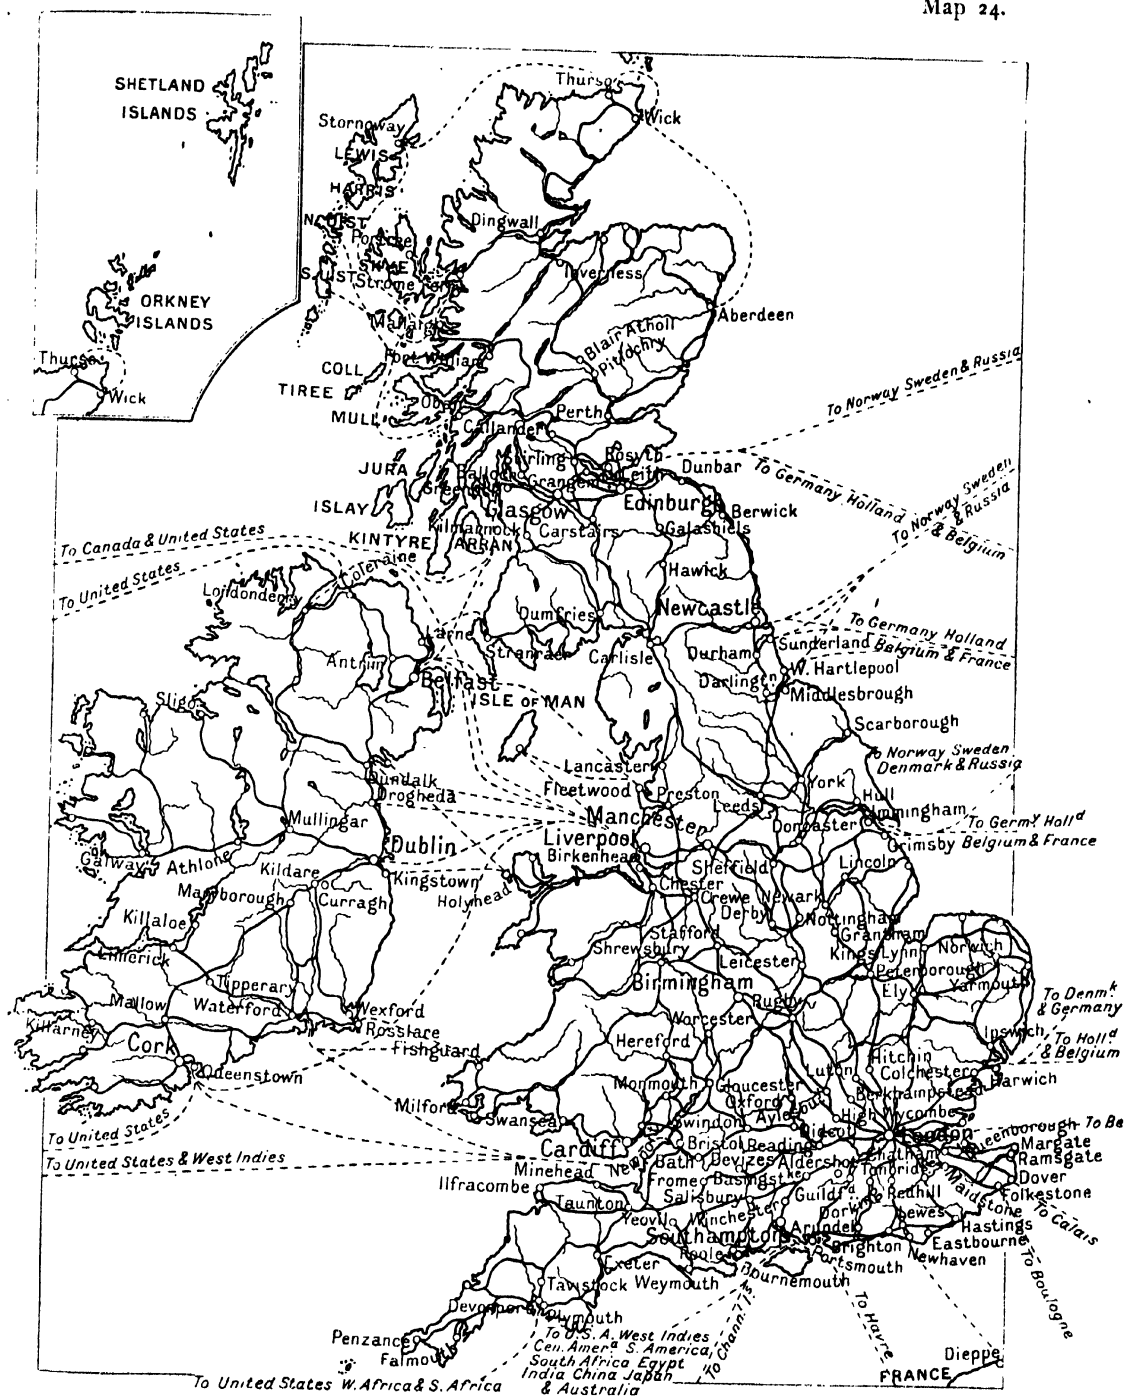 Map 24.
SHETLAND
ISLANDS
ORKNEY
ISLANDS
Thurso
Wick
Thurso
Wick
Stornoway
LEWIS
HARRIS
N. UIST
Portree
SKYE
S. UIST
Strome Ferry
Dingwall
Inverness
Mallaig
Aberdeen
Blair Atholl
Pitlochry
Fort William
COLL
TIREE
MULL
Oban
Perth
Callander
To Norway Sweden & Russia
JURA
Stirling
Rosyth
Leith
Dunbar
Balloch
Grangem
Greenock
To Germany Holland
& Belgium
To Norway Sweden
& Russia
ISLAY
Glasgow
Edinburgh
Berwick
Kilmarnock
Carstairs
Galashiels
KINTYRE
ARRAN
To Canada & United States
To United States
Coleraine
Londonderry
Hawick
Dumfries
Newcastle
Larne
Stranraer
Carlisle
Durham
Sunderland
To Germany Holland
Belgium & France
Antrim
Belfast
W. Hartlepool
Darlingtn
Middlesbrough
ISLE OF MAN
Sligo
Scarborough
To Norway Sweden
Denmark & Russia
Lancaster
Fleetwood
Preston
Leeds
York
Hull
Dundalk
Drogheda
Immingham
Manchester
Doncaster
To Germy Holld
Belgium & France
Grimsby
Mullingar
Dublin
Liverpool
Birkenhead
Sheffield
Lincoln
Galway
Athlone
Kildare
Kingstown
Holyhead
Chester
Crewe
Newark
Maryborough
Curragh
Derby
Nottingham
Grantham
Killaloe
Stafford
Shrewsbury
Kings Lynn
Norwich
Limerick
Leicester
Peterborough
Yarmouth
Birmingham
Ely
Tipperary
Mallow
Waterford
Wexford
Rosslare
Rugby
Worcester
To Denmk
& Germany
Killarney
Cork
Fishguard
Hereford
Ipswich
To Holld
& Belgium
Queenstown
Hitchin
Luton
Colchester
Harwich
Milford
Swansea
Monmouth
Gloucester
Oxford
Berkhampstead
Aylesbury
High Wycombe
To United States
Swindon
Didcot
London
Queenborough
To Be
Cardiff
Bristol
Reading
Chatham
Margate
Ramsgate
To United States & West Indies
Minehead
Bath
Devizes
Aldershot
Tonbridge
Dover
Ilfracombe
Frome
Basingstke
Maidstone
Folkestone
Taunton
Salisbury
Guildfd
Redhill
Dorking
To Calais
Yeovil
Winchester
Arundel
Lewes
Hastings
Southampton
Eastbourne
Poole
Brighton
Newhaven
Exeter
Portsmouth
Bournemouth
To Boulogne
Tavistock
Weymouth
Devonport
Plymouth
Penzance
Falmouth
To U.S.A. West Indies
Cen. Amera S. America,
South Africa Egypt
India China Japan
& Australia
To Chann. Is.
To Havre
Dieppe
FRANCE
To United States W. Africa & S. Africa